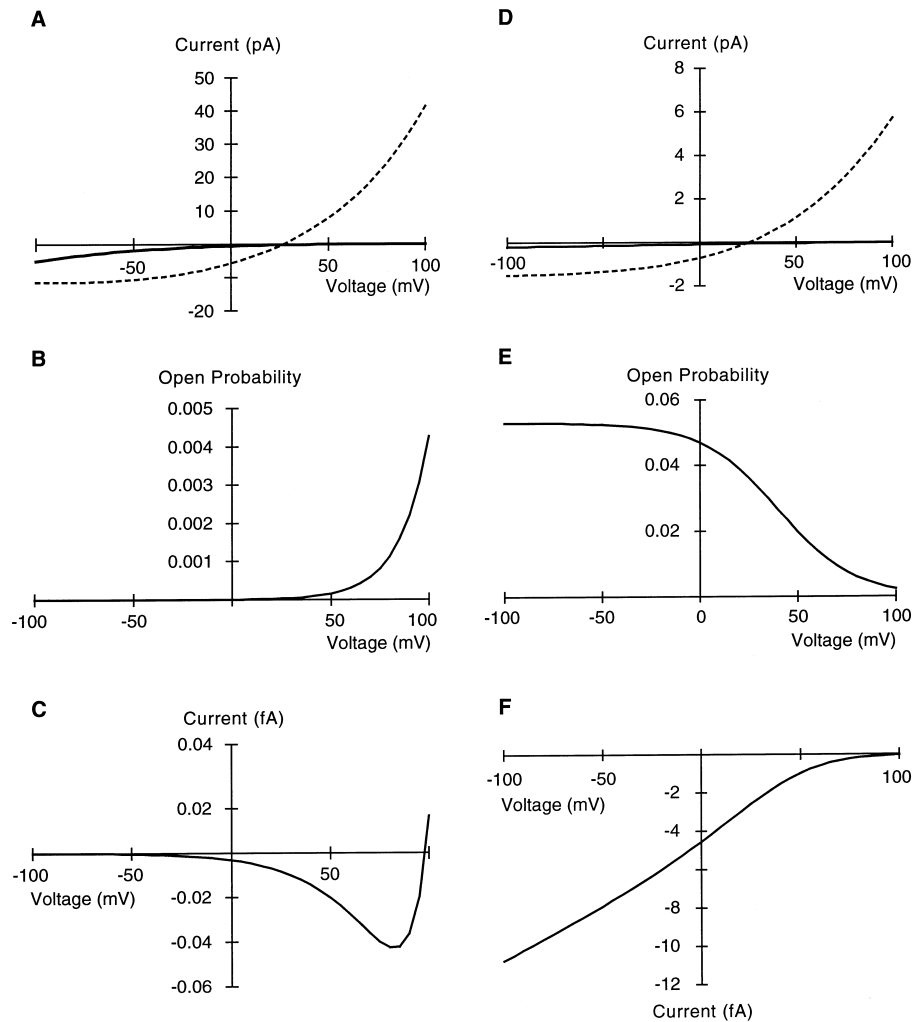 A
Current (pA)
50
40
30
20
10
-50
50
100
Voltage (mV)
-20
D
Current (pA)
8
6
4
2
-100
50
100
Voltage (mV)
-2
B
Open Probability
0.005
0.004
0.003
0.002
0.001
-100
-50
50
100
Voltage (mV)
E
Open Probability
0.06
0.04
0.02
-100
-50
0
50
100
Voltage (mV)
C
Current (fA)
0.04
0.02
-100
-50
50
Voltage (mV)
-0.02
-0.04
-0.06
F
-100
-50
100
Voltage (mV)
-2
-4
-8
-10
-12
Current (fA)